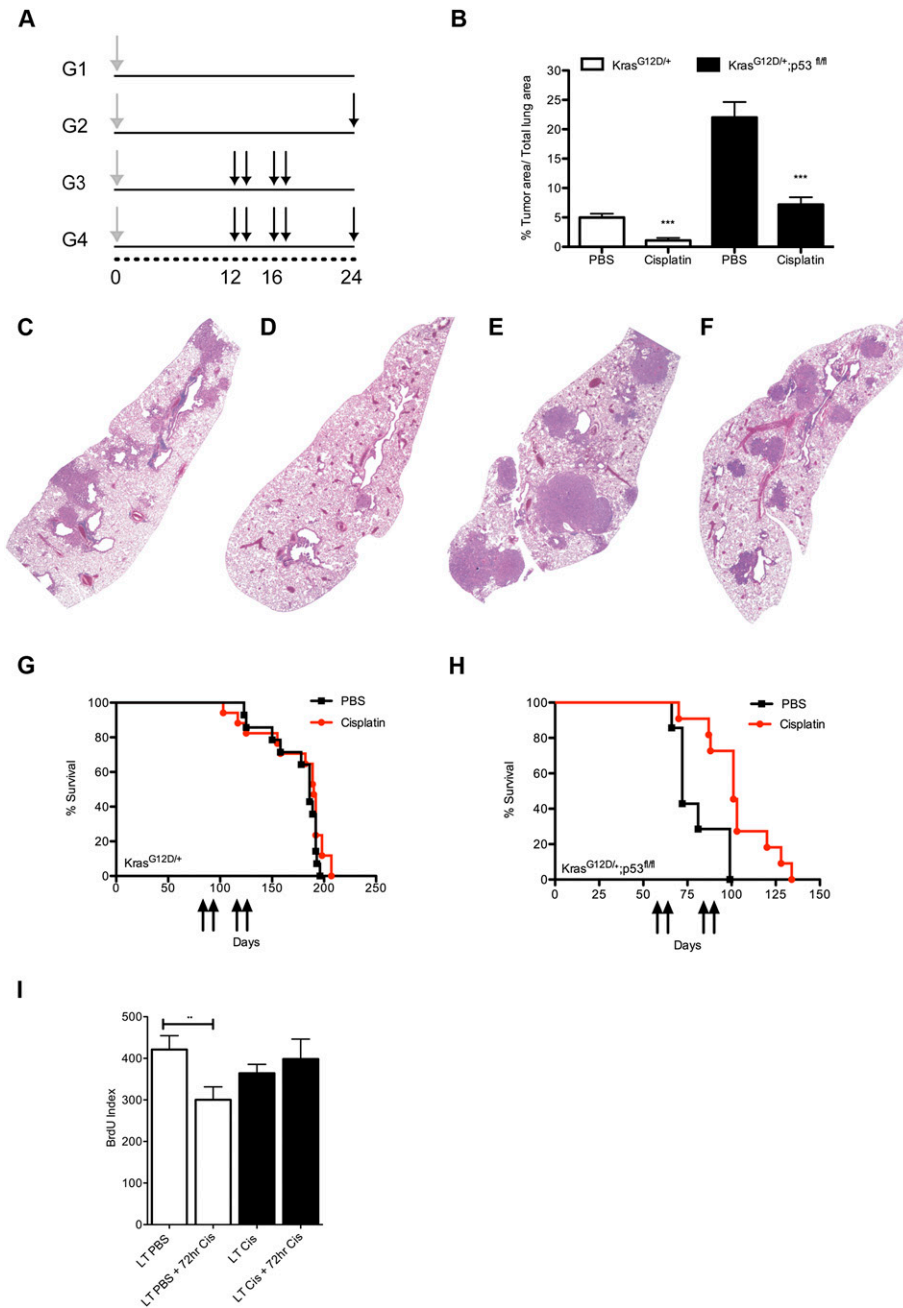 A
G1
G2
G3
G4
0 12 16 24
B
KrasG12D/+ KrasG12D/+;p53 fl/fl
% Tumor area/ Total lung area
30
25
20
15
10
5
0
***
***
PBS Cisplatin PBS Cisplatin
C D E F
G
PBS
Cisplatin
% Survival
100
80
60
40
20
0
KrasG12D/+
0 50 100 150 200 250
Days
H
PBS
Cisplatin
% Survival
100
80
60
40
20
0
KrasG12D/+;p53fl/fl
0 25 50 75 100 125 150
Days
I
**
BrdU Index
500
400
300
200
100
0
LT PBS
LT PBS + 72hr Cis
LT Cis
LT Cis + 72hr Cis